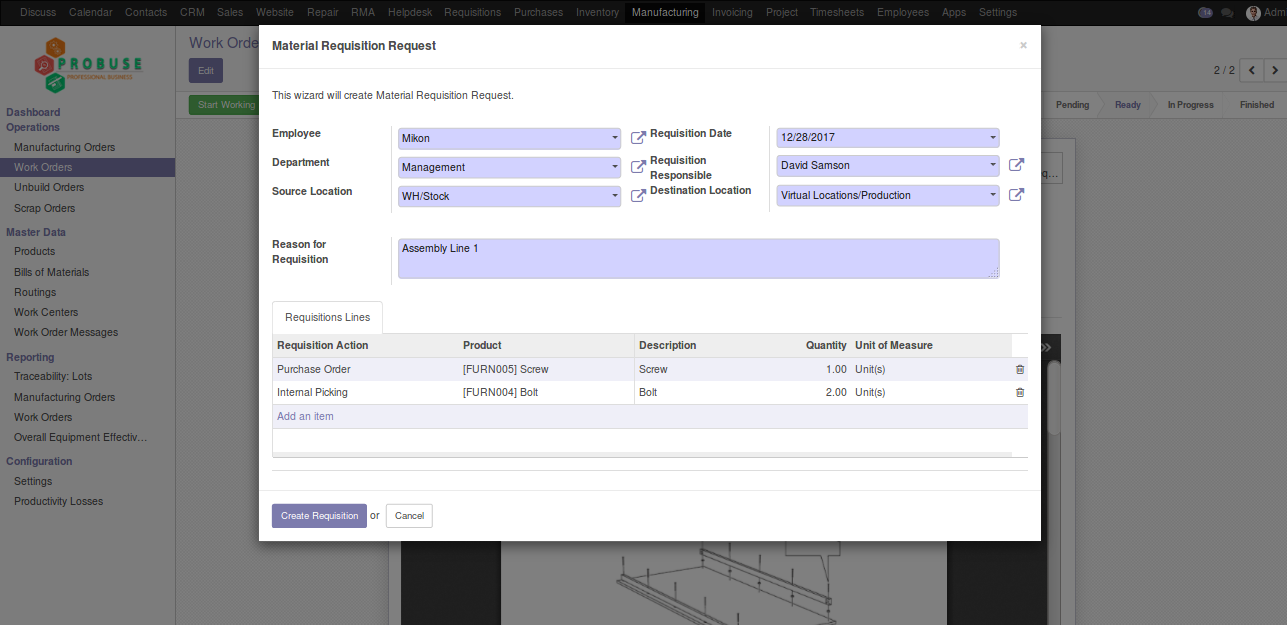 Discuss Calendar Contacts CRM Sales Website Repair RMA Helpdesk Requisitions Purchases Inventory Manufacturing Invoicing Project Timesheets Employees Apps Settings 14 Adm
PROBUSE
PROFESSIONAL BUSINESS
Dashboard
Operations
Manufacturing Orders
Work Orders
Unbuild Orders
Scrap Orders
Master Data
Products
Bills of Materials
Routings
Work Centers
Work Order Messages
Reporting
Traceability: Lots
Manufacturing Orders
Work Orders
Overall Equipment Effectiv...
Configuration
Settings
Productivity Losses
Work Orde
Edit
2 / 2
Start Working
Pending Ready In Progress Finished
q...
Material Requisition Request ×
This wizard will create Material Requisition Request.
Employee Mikon Requisition Date 12/28/2017
Department Management Requisition Responsible David Samson
Source Location WH/Stock Destination Location Virtual Locations/Production
Reason for Requisition Assembly Line 1
Requisitions Lines
Requisition Action Product Description Quantity Unit of Measure
Purchase Order [FURN005] Screw Screw 1.00 Unit(s)
Internal Picking [FURN004] Bolt Bolt 2.00 Unit(s)
Add an item
Create Requisition or Cancel